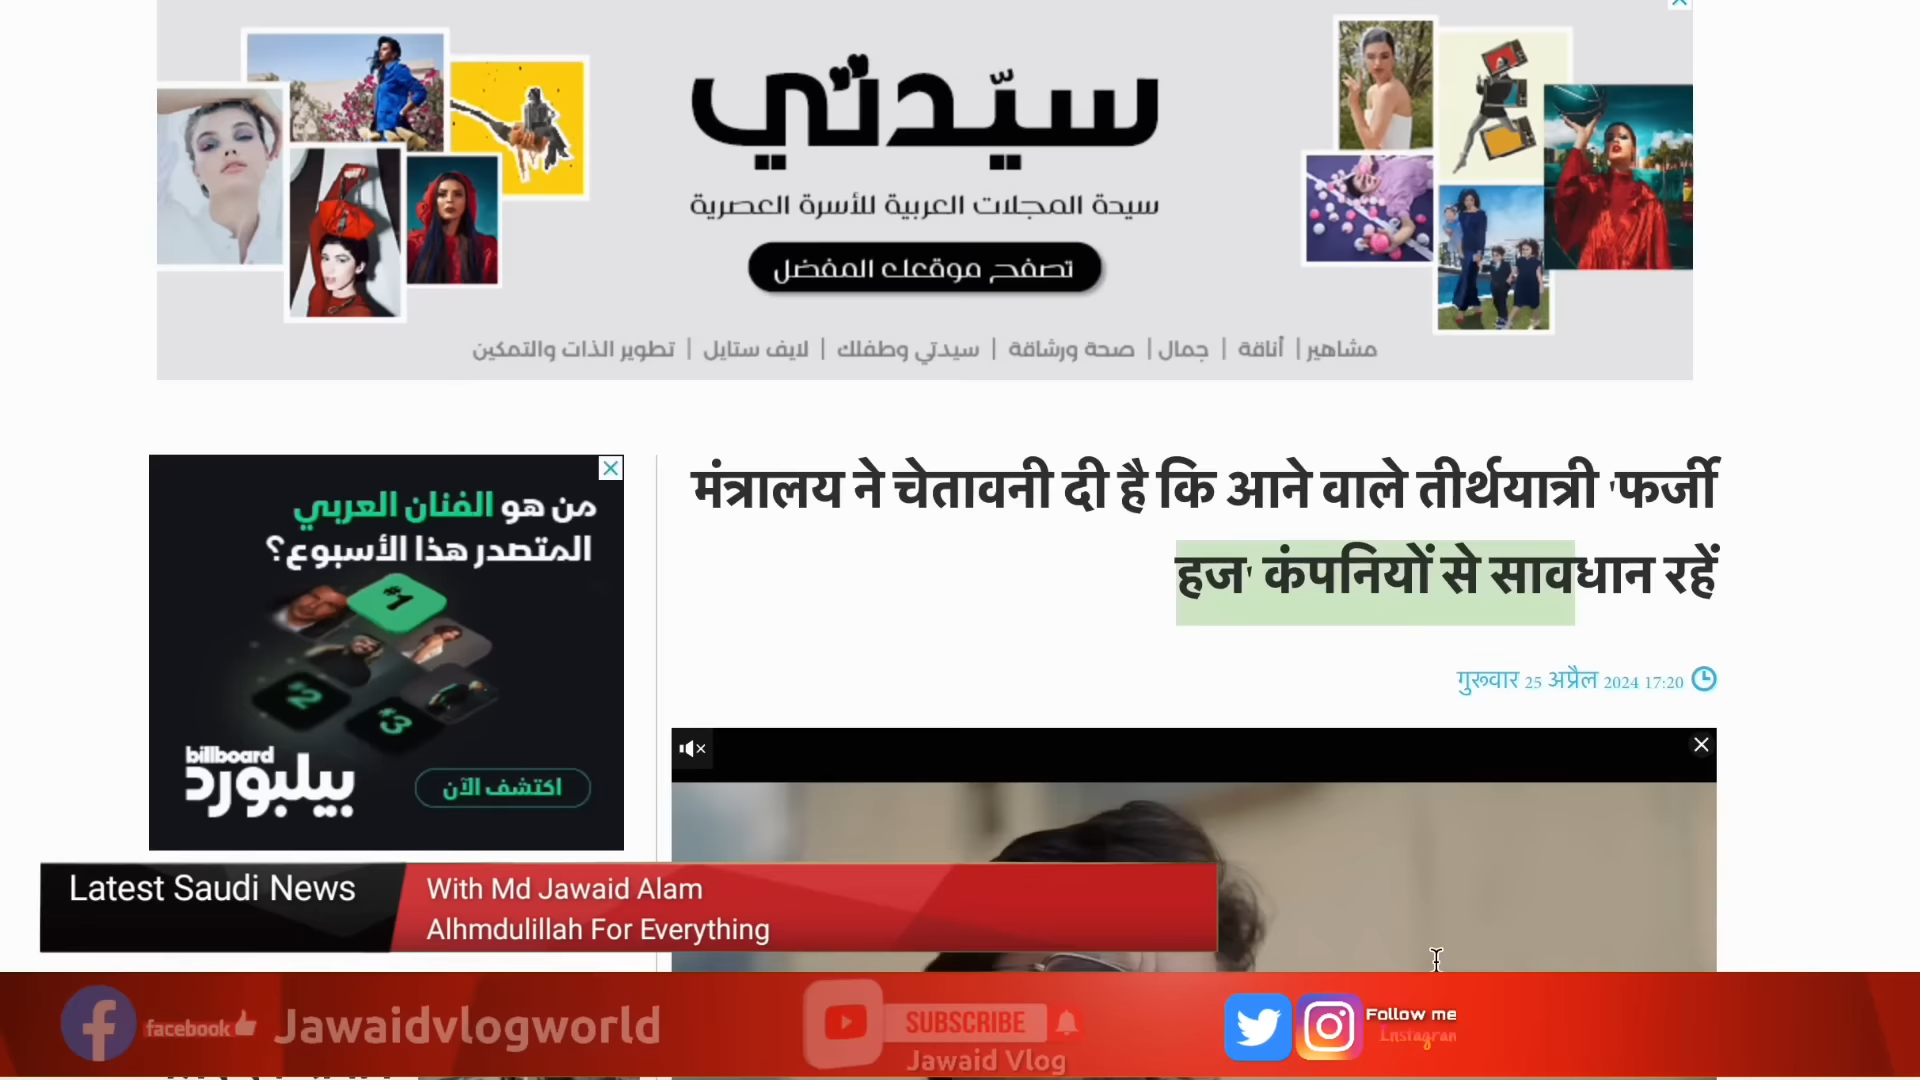 سيّدتي
سيدة المجلات العربية للأسرة العصرية
تصفح موقعك المفضل
مشاهير | أناقة | جمال | صحة ورشاقة | سيدتي وطفلك | لايف ستايل | تطوير الذات والتمكين
من هو الفنان العربي
المتصدر هذا الأسبوع؟
#1
#2
#3
billboard
بيلبورد
اكتشف الآن
मंत्रालय ने चेतावनी दी है कि आने वाले तीर्थयात्री 'फर्जी
हज' कंपनियों से सावधान रहें
गुरूवार 25 अप्रैल 2024 17:20
Latest Saudi News
With Md Jawaid Alam
Alhmdulillah For Everything
facebook
Jawaidvlogworld
SUBSCRIBE
Jawaid Vlog
Follow me
Instagram